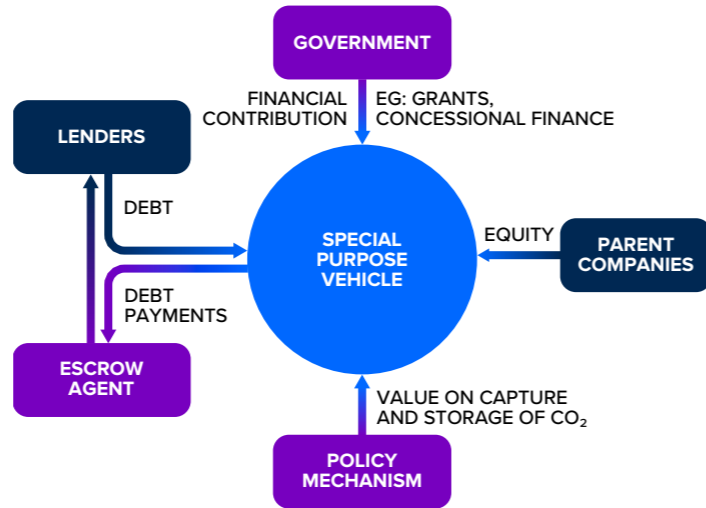 GOVERNMENT
FINANCIAL
CONTRIBUTION
EG: GRANTS,
CONCESSIONAL FINANCE
LENDERS
DEBT
SPECIAL
PURPOSE
VEHICLE
EQUITY
PARENT
COMPANIES
DEBT
PAYMENTS
ESCROW
AGENT
VALUE ON CAPTURE
AND STORAGE OF CO₂
POLICY
MECHANISM